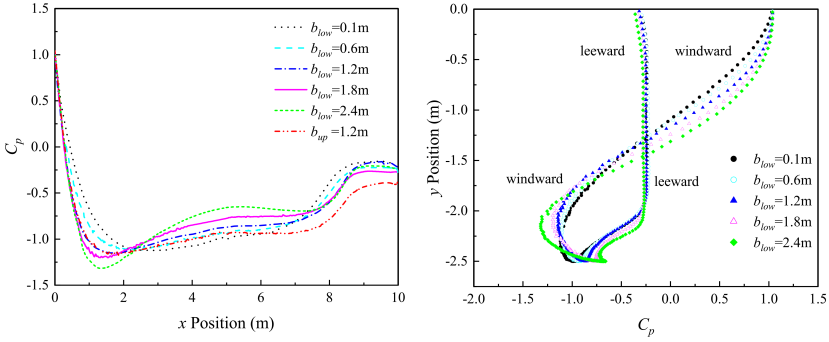 1.5
1.0
0.5
0.0
-0.5
-1.0
-1.5
C_p
0
2
4
6
8
10
x Position (m)
b_low=0.1m
b_low=0.6m
b_low=1.2m
b_low=1.8m
b_low=2.4m
b_up=1.2m
0.0
-0.5
-1.0
-1.5
-2.0
-2.5
y Position (m)
-2.0
-1.5
-1.0
-0.5
0.0
0.5
1.0
1.5
C_p
leeward
windward
windward
leeward
b_low=0.1m
b_low=0.6m
b_low=1.2m
b_low=1.8m
b_low=2.4m